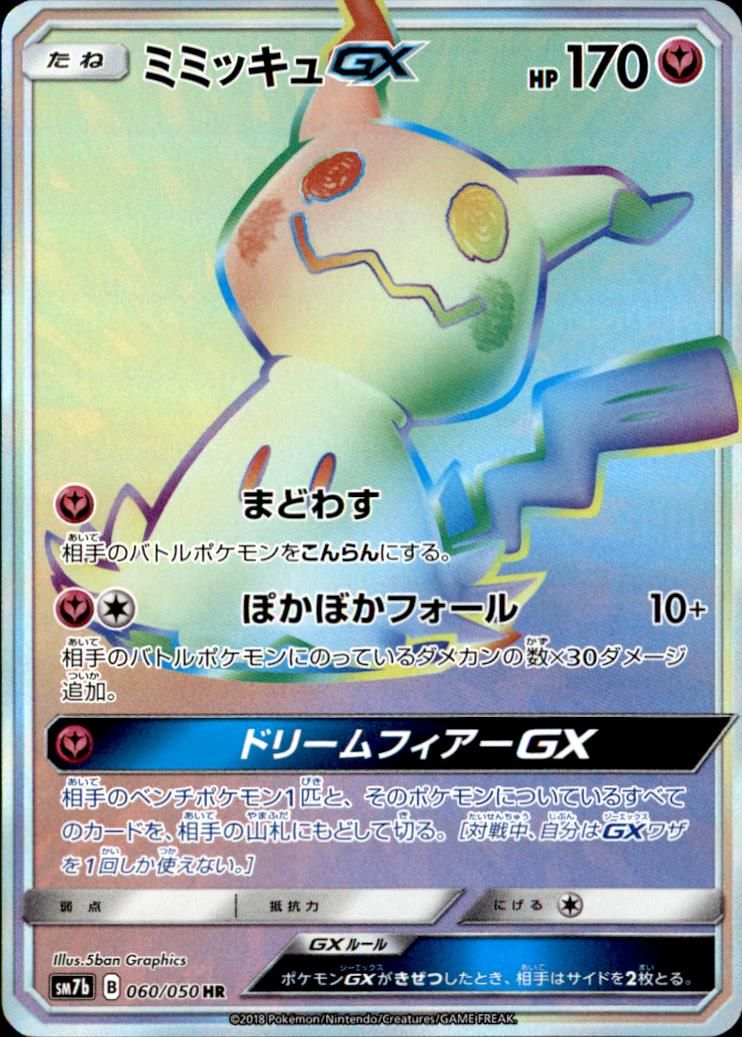 たね ミミッキュGX HP 170
まどわす
相手のバトルポケモンをこんらんにする。
ぽかぼかフォール 10+
相手のバトルポケモンにのっているダメカンの数×30ダメージ
追加。
ドリームフィアーGX
相手のベンチポケモン1匹と、そのポケモンについているすべて
のカードを、相手の山札にもどして切る。[対戦中、自分はGXワザ
を1回しか使えない。]
弱点 抵抗力 にげる
Illus.5ban Graphics
GXルール
ポケモンGXがきぜつしたとき、相手はサイドを2枚とる。
SM7b B 060/050 HR
©2018 Pokémon/Nintendo/Creatures/GAME FREAK.